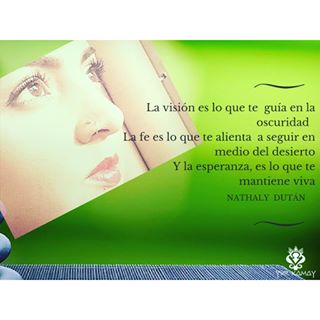 La visión es lo que te guía en la
oscuridad
La fe es lo que te alienta a seguir en
medio del desierto
Y la esperanza, es lo que te
mantiene viva
NATHALY DUTÁN